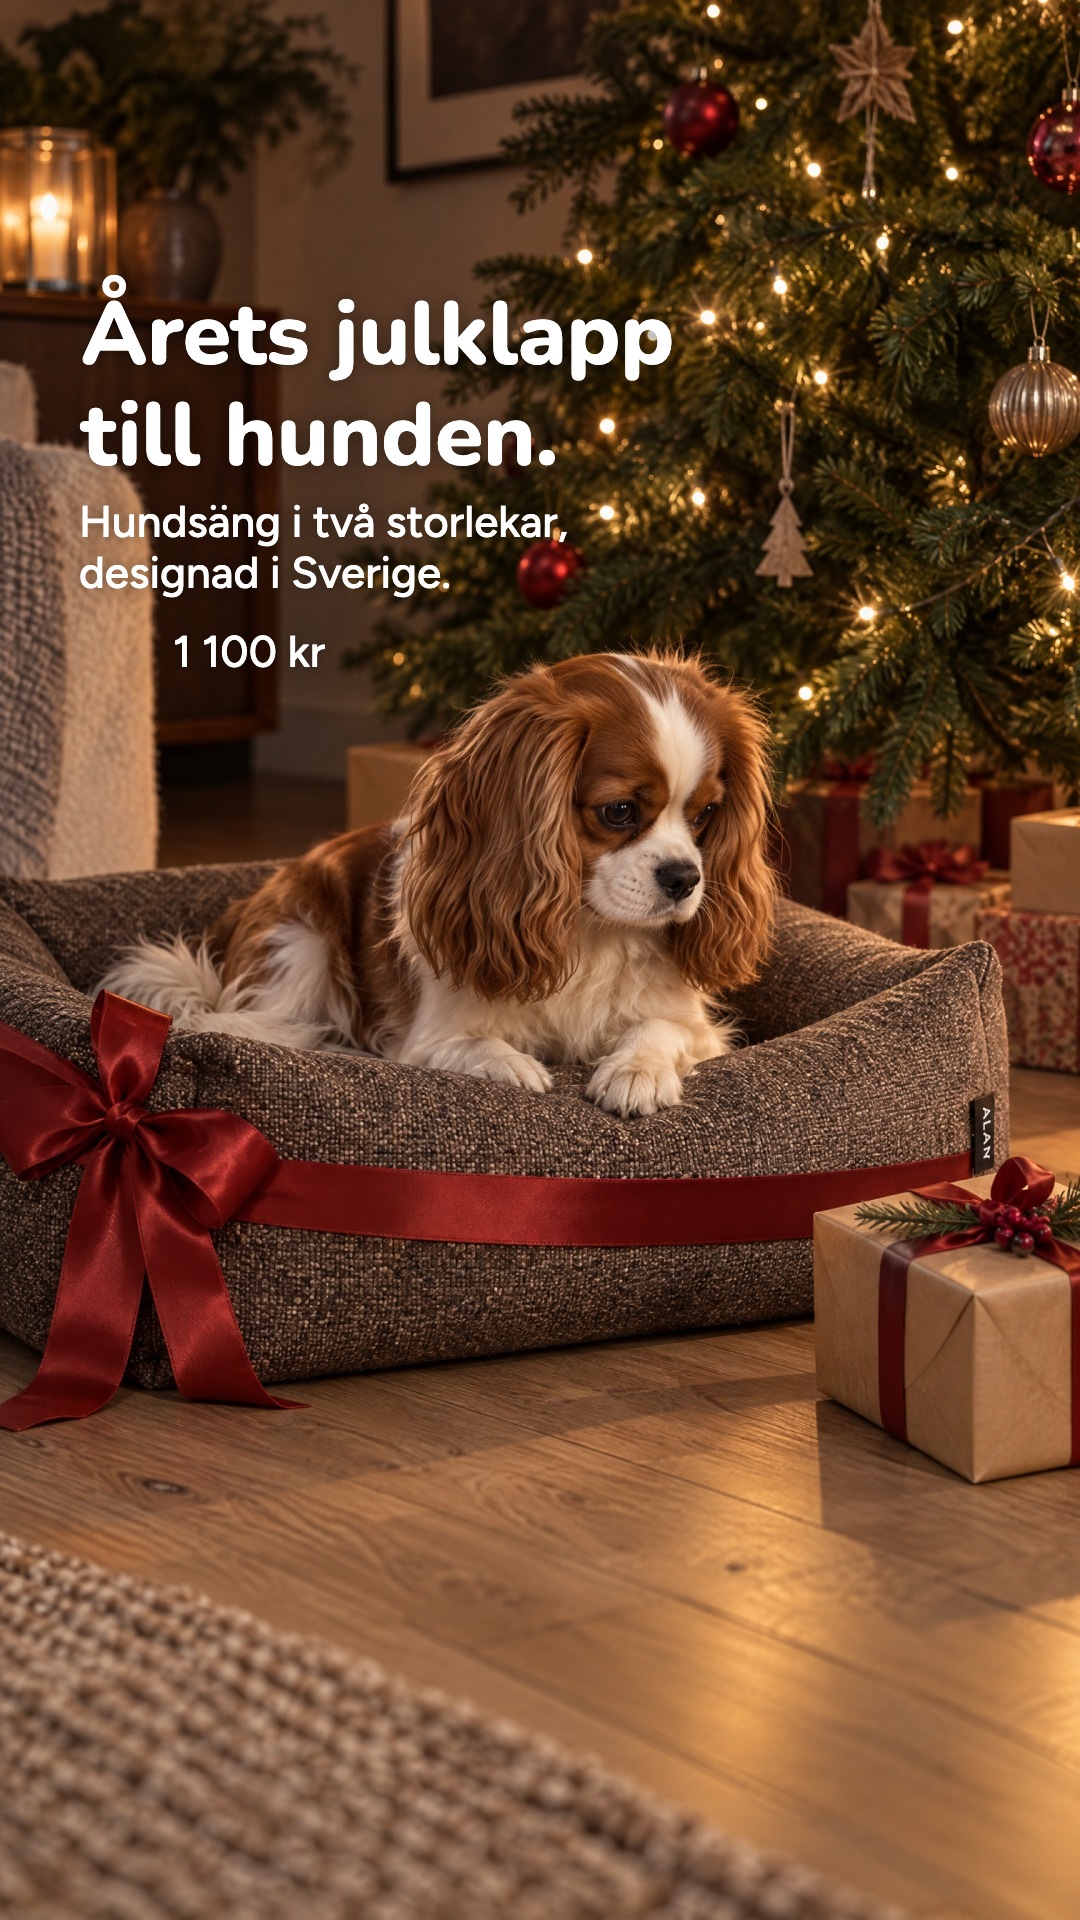 Årets julklapp
till hunden.
Hundsäng i två storlekar,
designad i Sverige.
1 100 kr
ALAN